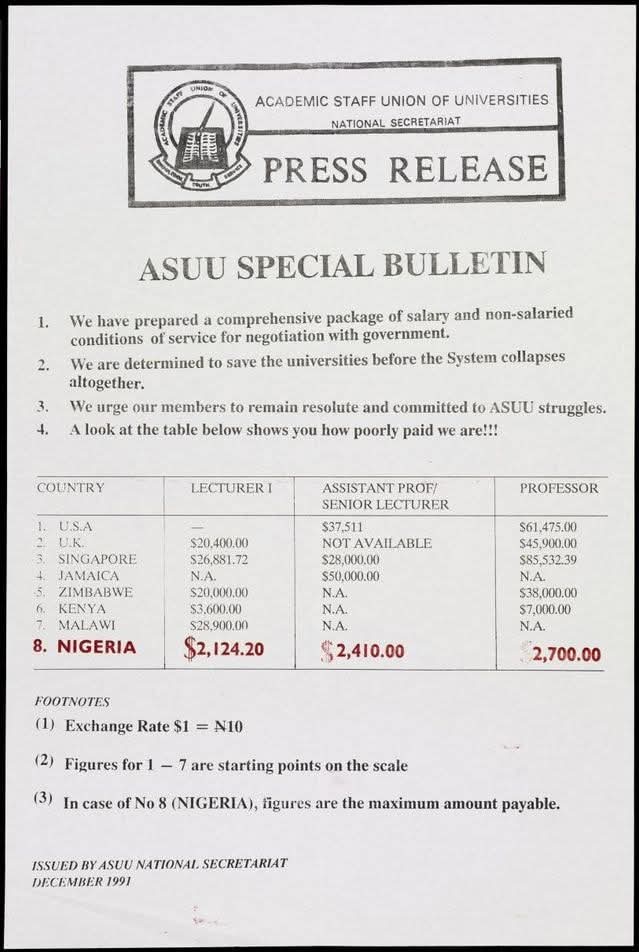 ACADEMIC STAFF UNION OF UNIVERSITIES
ACADEMIC STAFF UNION OF UNIVERSITIES
NATIONAL SECRETARIAT
PRESS RELEASE
TRUTH
ASUU SPECIAL BULLETIN
1. We have prepared a comprehensive package of salary and non-salaried
conditions of service for negotiation with government.
2. We are determined to save the universities before the System collapses
altogether.
3. We urge our members to remain resolute and committed to ASUU struggles.
4. A look at the table below shows you how poorly paid we are!!!
COUNTRY LECTURER I ASSISTANT PROF/ PROFESSOR
SENIOR LECTURER
1. U.S.A — $37,511 $61,475.00
2. U.K. $20,400.00 NOT AVAILABLE $45,900.00
3. SINGAPORE $26,881.72 $28,000.00 $85,532.39
4. JAMAICA N.A. $50,000.00 N.A.
5. ZIMBABWE $20,000.00 N.A. $38,000.00
6. KENYA $3,600.00 N.A. $7,000.00
7. MALAWI $28,900.00 N.A. N.A.
8. NIGERIA $2,124.20 $2,410.00 $2,700.00
FOOTNOTES
(1) Exchange Rate $1 = ₦10
(2) Figures for 1 – 7 are starting points on the scale
(3) In case of No 8 (NIGERIA), figures are the maximum amount payable.
ISSUED BY ASUU NATIONAL SECRETARIAT
DECEMBER 1991